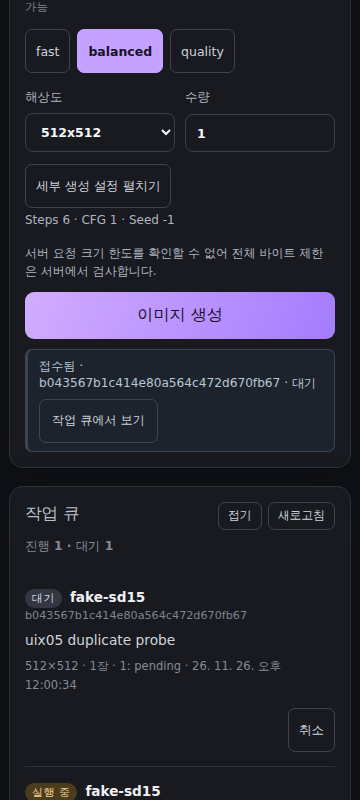 가능
fast
balanced
quality
해상도
수량
512x512
1
세부 생성 설정 펼치기
Steps 6 · CFG 1 · Seed -1
서버 요청 크기 한도를 확인할 수 없어 전체 바이트 제한
은 서버에서 검사합니다.
이미지 생성
접수됨 ·
b043567b1c414e80a564c472d670fb67 · 대기
작업 큐에서 보기
작업 큐
접기
새로고침
진행 1 · 대기 1
대기 fake-sd15
b043567b1c414e80a564c472d670fb67
uix05 duplicate probe
512×512 · 1장 · 1: pending · 26. 11. 26. 오후
12:00:34
취소
실행 중 fake-sd15